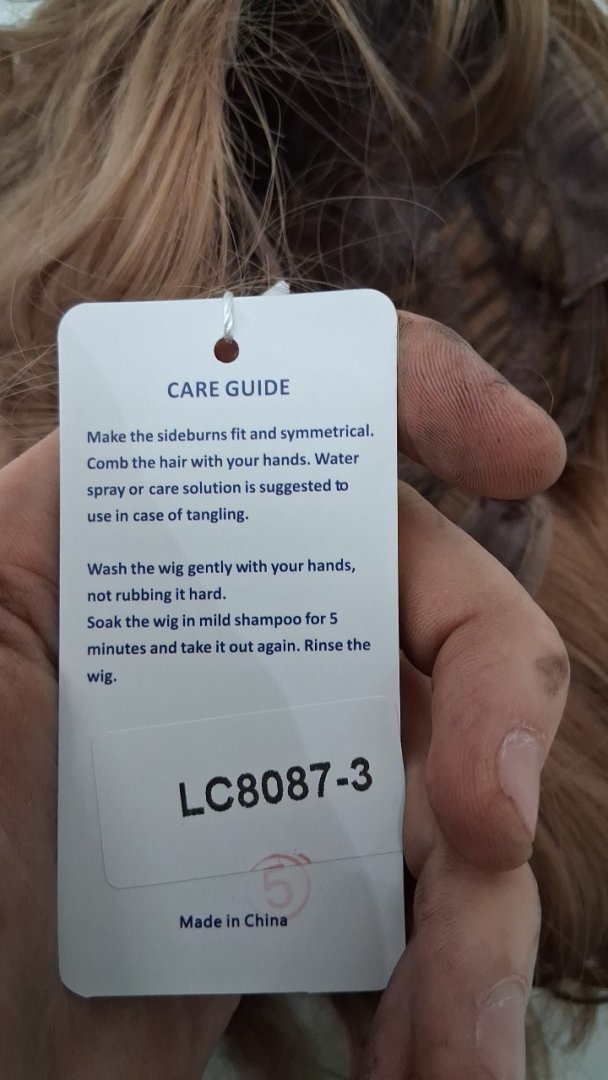 CARE GUIDE
Make the sideburns fit and symmetrical.
Comb the hair with your hands. Water
spray or care solution is suggested to
use in case of tangling.
Wash the wig gently with your hands,
not rubbing it hard.
Soak the wig in mild shampoo for 5
minutes and take it out again. Rinse the
wig.
LC8087-3
5
Made in China